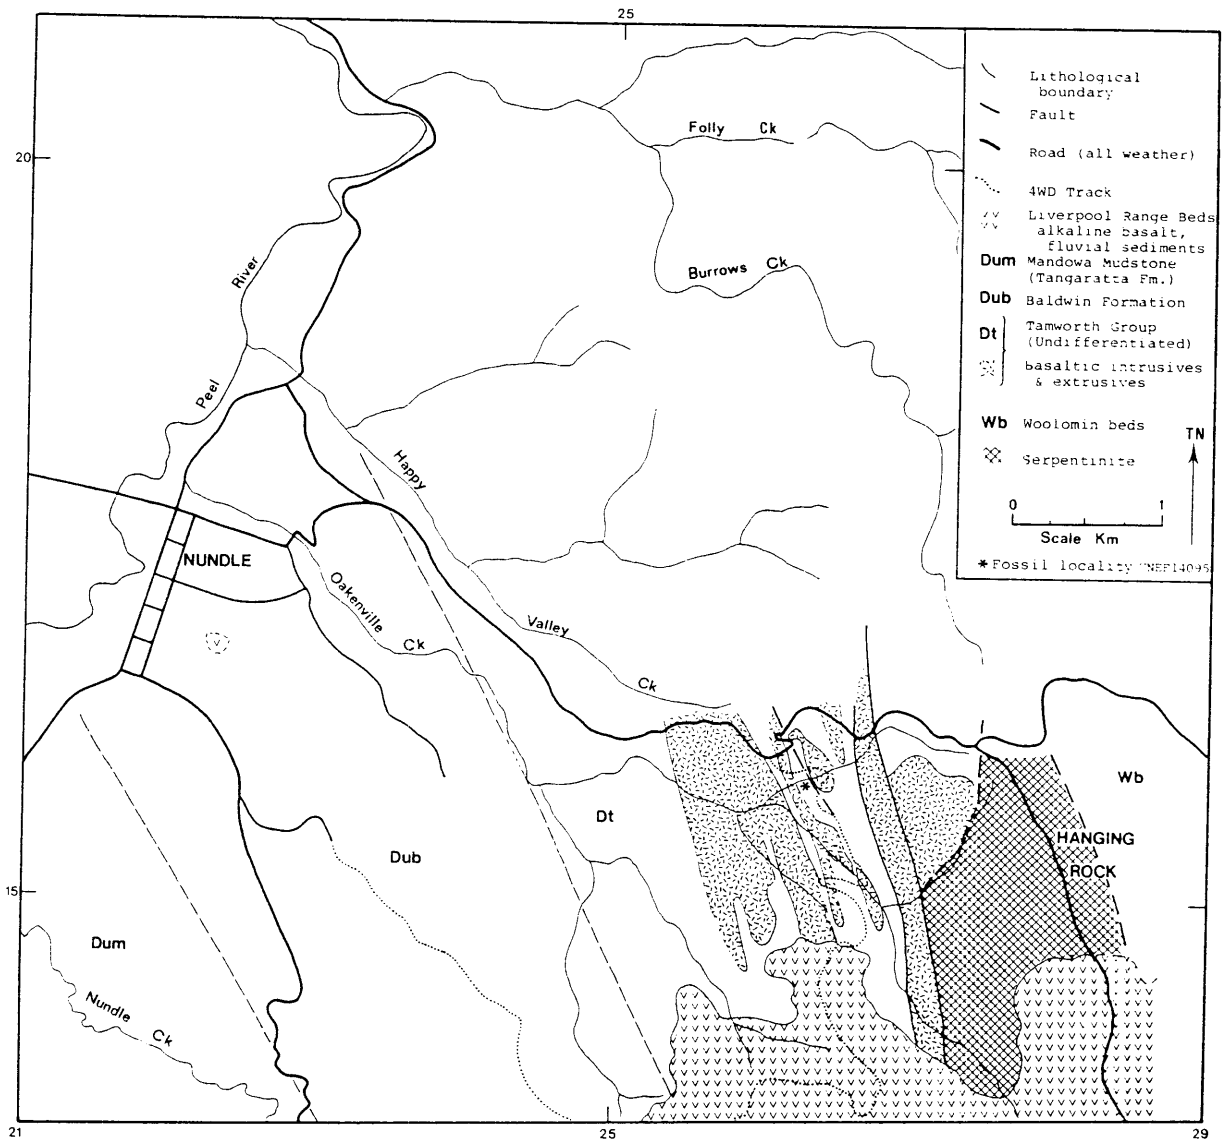 25
20
Folly Ck
River
Burrows Ck
Peel
Happy
NUNDLE
Oakenville
Ck
Valley
Ck
Wb
Dt
HANGING
ROCK
Dub
15
Dum
Nundle Ck
21
25
29
Lithological
boundary
Fault
Road (all weather)
4WD Track
Liverpool Range Beds
alkaline basalt,
fluvial sediments
Dum Mandowa Mudstone
(Tangaratta Fm.)
Dub Baldwin Formation
Dt Tamworth Group
(Undifferentiated)
basaltic intrusives
& extrusives
Wb Woolomin beds
TN
Serpentinite
0 1
Scale Km
* Fossil locality UNEF14095